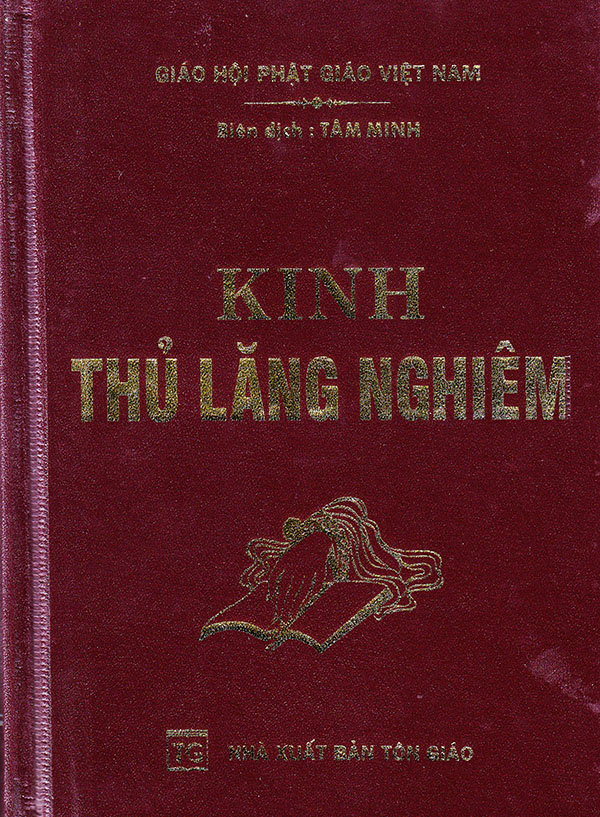 GIÁO HỘI PHẬT GIÁO VIỆT NAM
Biên dịch : TÂM MINH
KINH
THỦ LĂNG NGHIÊM
TG NHÀ XUẤT BẢN TÔN GIÁO